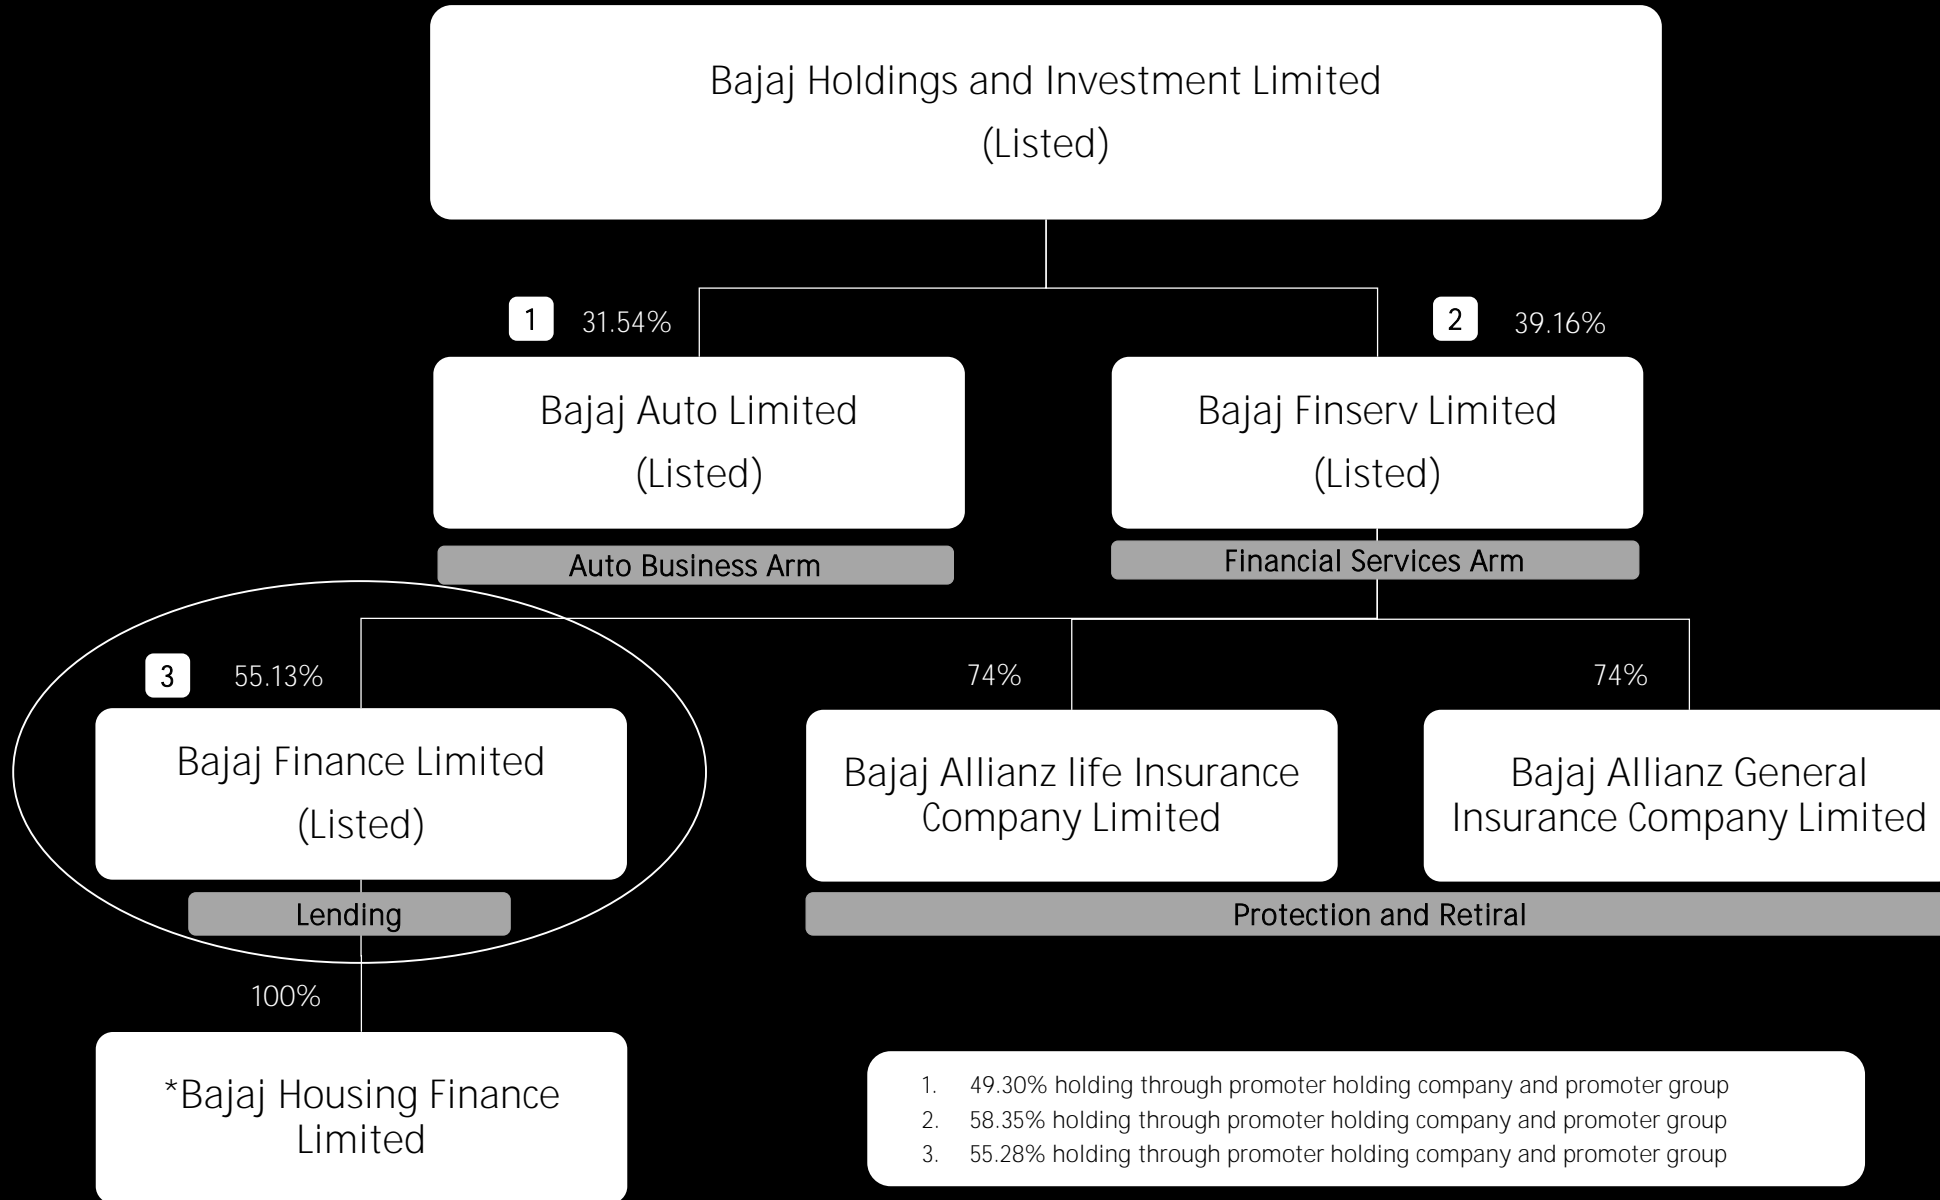 Bajaj Holdings and Investment Limited
(Listed)
1 31.54%
2 39.16%
Bajaj Auto Limited
(Listed)
Bajaj Finserv Limited
(Listed)
Auto Business Arm
Financial Services Arm
3 55.13%
74%
74%
Bajaj Finance Limited
(Listed)
Bajaj Allianz life Insurance
Company Limited
Bajaj Allianz General
Insurance Company Limited
Lending
Protection and Retiral
100%
*Bajaj Housing Finance
Limited
1. 49.30% holding through promoter holding company and promoter group
2. 58.35% holding through promoter holding company and promoter group
3. 55.28% holding through promoter holding company and promoter group